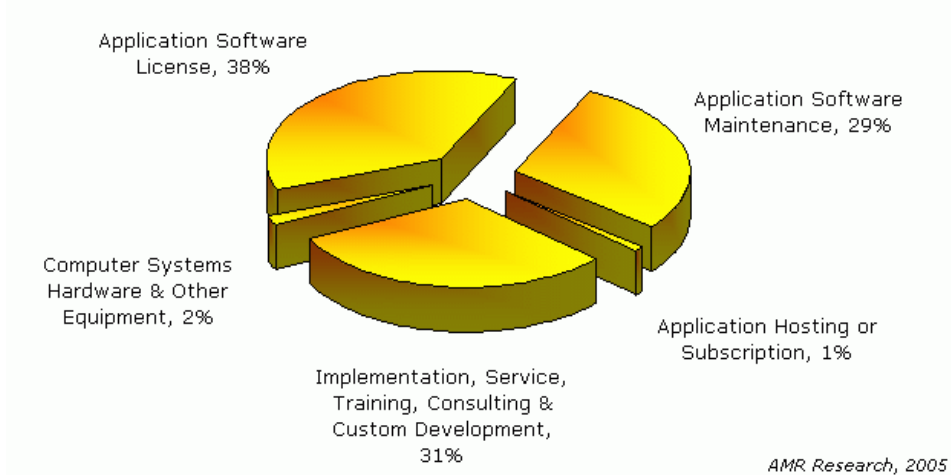 Application Software
License, 38%
Application Software
Maintenance, 29%
Computer Systems
Hardware & Other
Equipment, 2%
Application Hosting or
Subscription, 1%
Implementation, Service,
Training, Consulting &
Custom Development,
31%
AMR Research, 2005